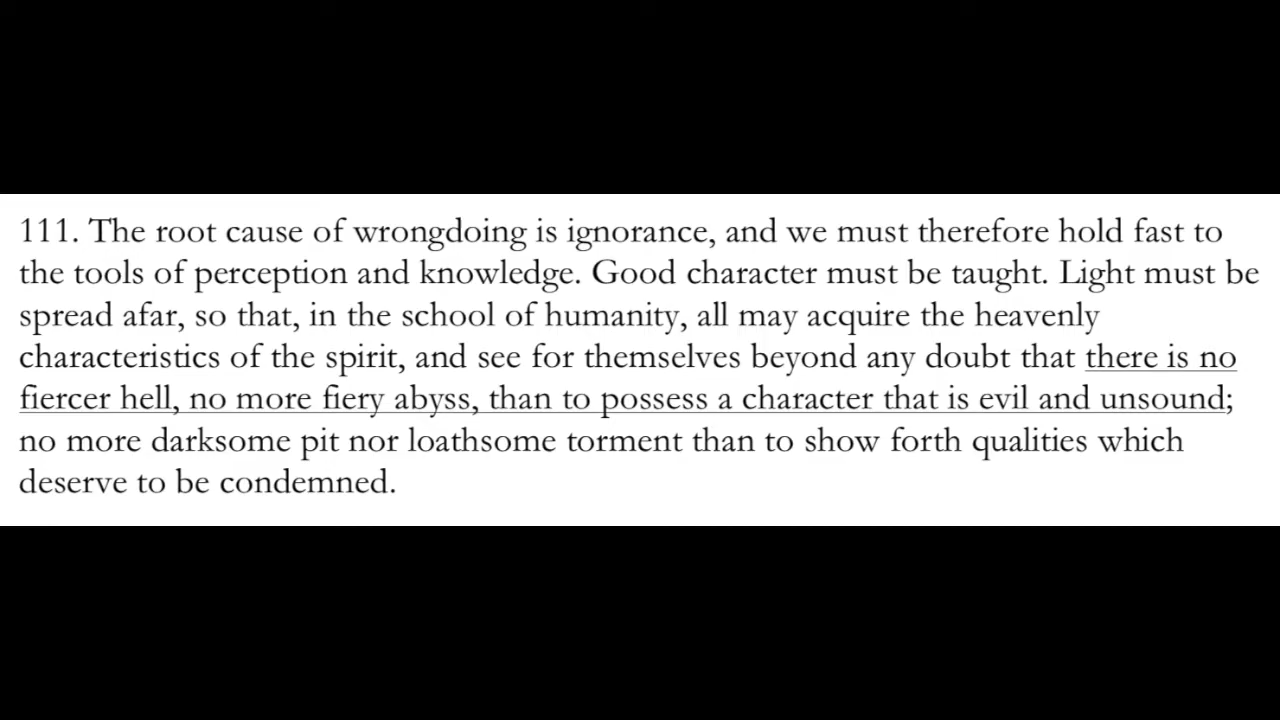 111. The root cause of wrongdoing is ignorance, and we must therefore hold fast to
the tools of perception and knowledge. Good character must be taught. Light must be
spread afar, so that, in the school of humanity, all may acquire the heavenly
characteristics of the spirit, and see for themselves beyond any doubt that there is no
fiercer hell, no more fiery abyss, than to possess a character that is evil and unsound;
no more darksome pit nor loathsome torment than to show forth qualities which
deserve to be condemned.